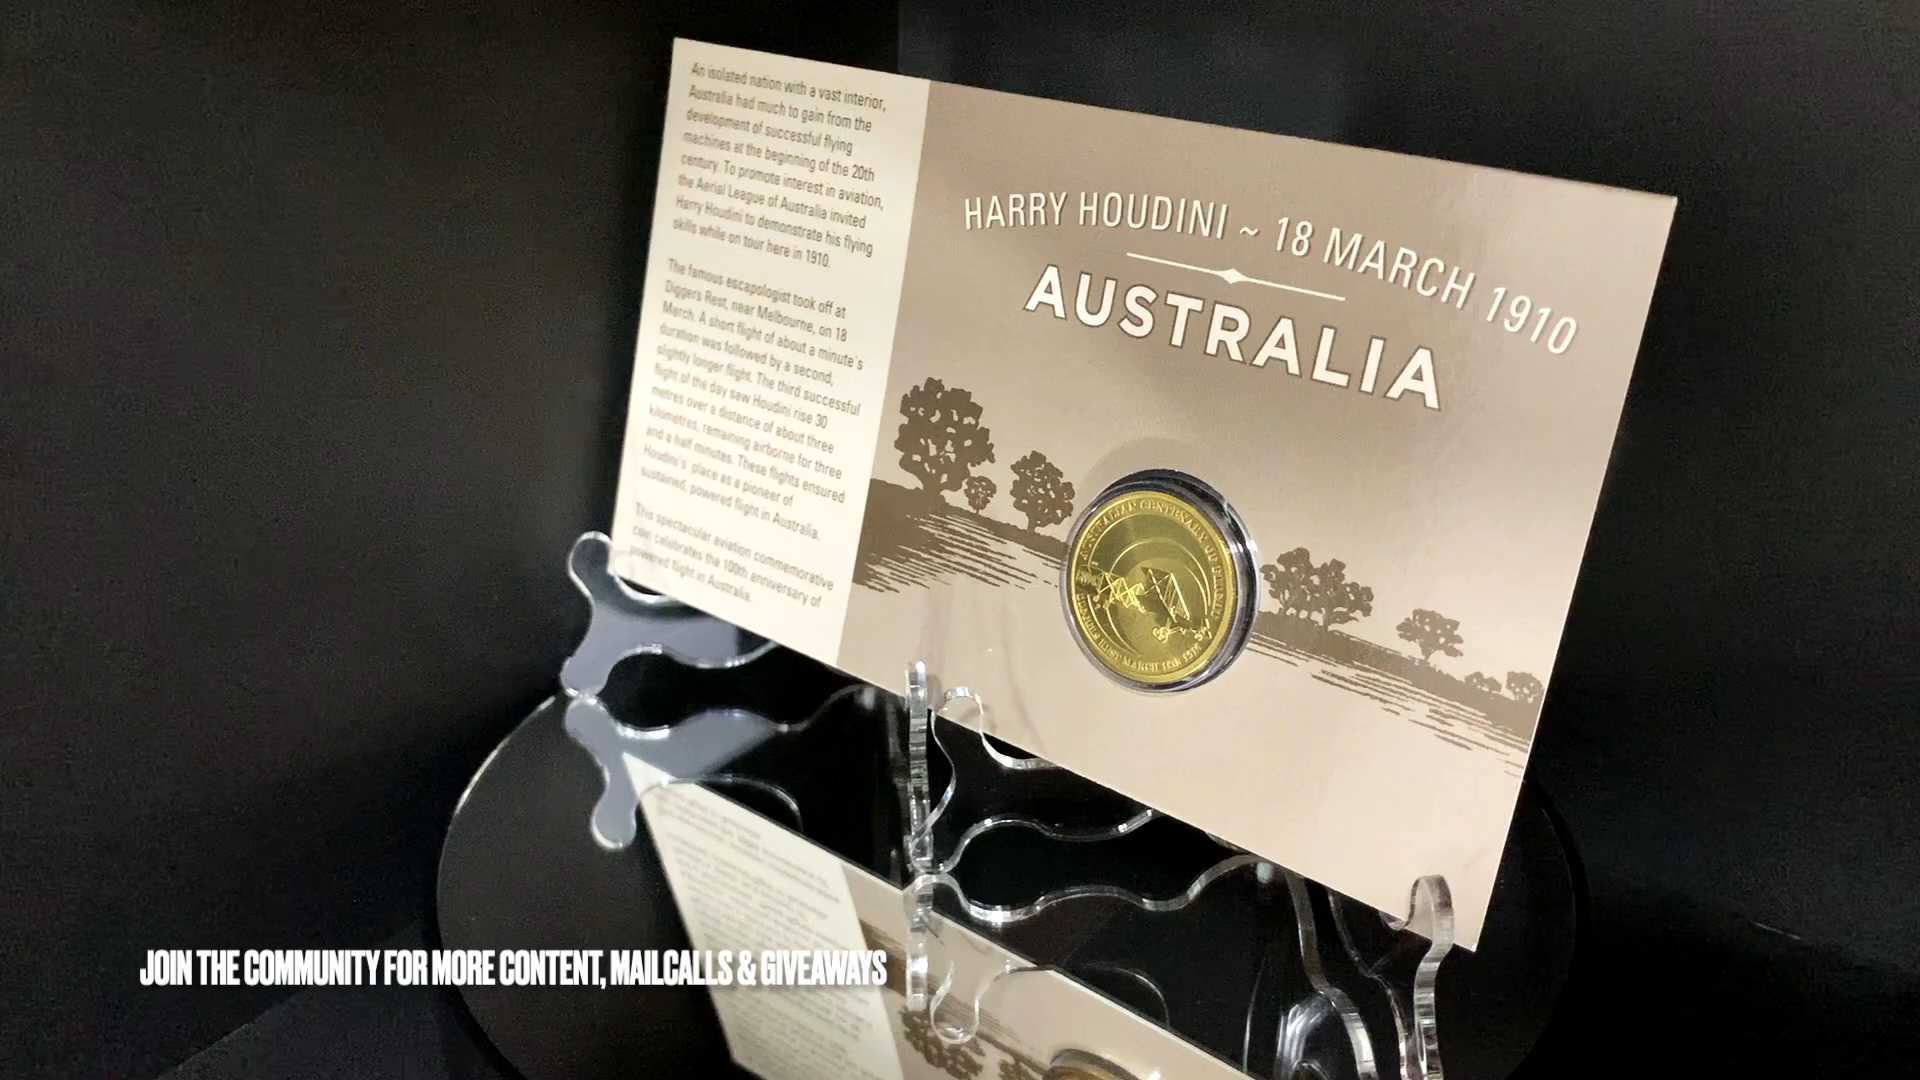 An isolated nation with a vast interior,
Australia had much to gain from the
development of successful flying
machines at the beginning of the 20th
century. To promote interest in aviation,
the Aerial League of Australia invited
Harry Houdini to demonstrate his flying
skills while on tour here in 1910.
The famous escapologist took off at
Diggers Rest, near Melbourne, on 18
March. A short flight of about a minute's
duration was followed by a second,
slightly longer flight. The third successful
flight of the day saw Houdini rise 30
metres over a distance of about three
kilometres, remaining airborne for three
and a half minutes. These flights ensured
Houdini's place as a pioneer of
sustained, powered flight in Australia.
This spectacular aviation commemorative
coin celebrates the 100th anniversary of
powered flight in Australia.
HARRY HOUDINI ~ 18 MARCH 1910
AUSTRALIA
AUSTRALIAN CENTENARY OF FLIGHT
MARCH 18th 1910
JOIN THE COMMUNITY FOR MORE CONTENT, MAILCALLS & GIVEAWAYS